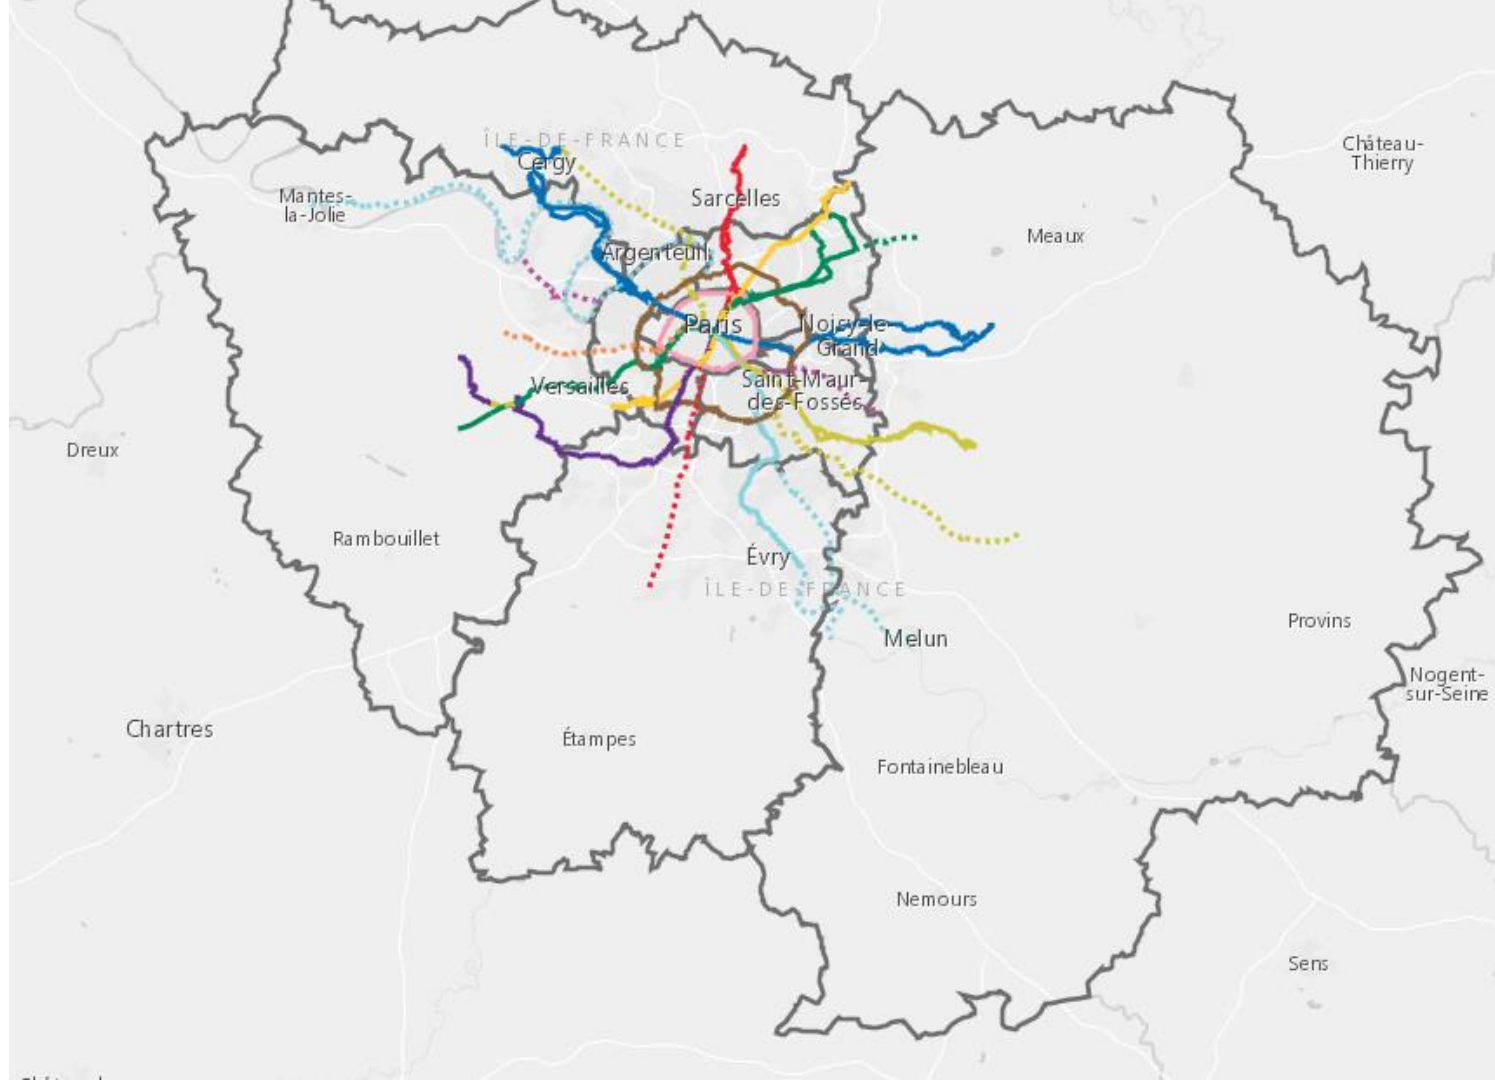 ÎLE-DE-FRANCE
Château-
Thierry
Cergy
Mantes-
la-Jolie
Sarcelles
Meaux
Argenteuil
Paris
Noisy-le-
Grand
Versailles
Saint-Maur-
des-Fossés
Dreux
Rambouillet
Évry
ÎLE-DE-FRANCE
Melun
Provins
Nogent-
sur-Seine
Chartres
Étampes
Fontainebleau
Nemours
Sens